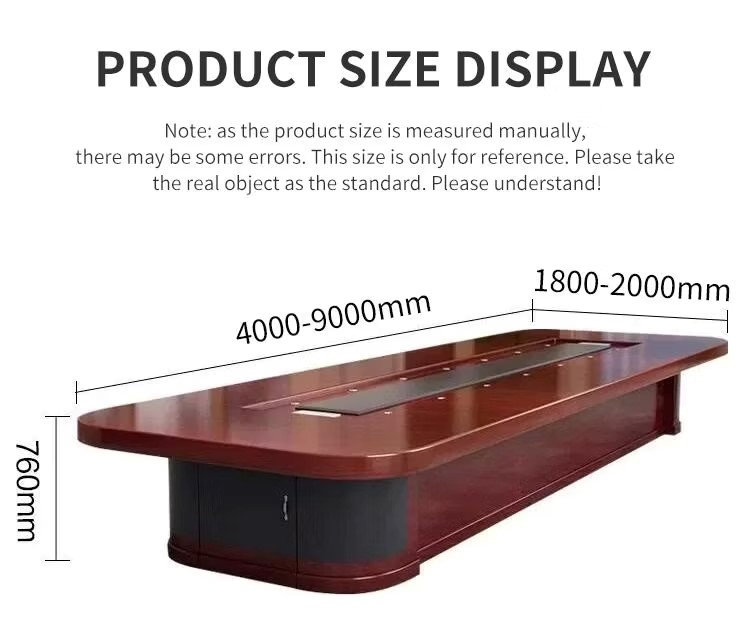 PRODUCT SIZE DISPLAY
Note: as the product size is measured manually,
there may be some errors. This size is only for reference. Please take
the real object as the standard. Please understand!
1800-2000mm
4000-9000mm
760mm